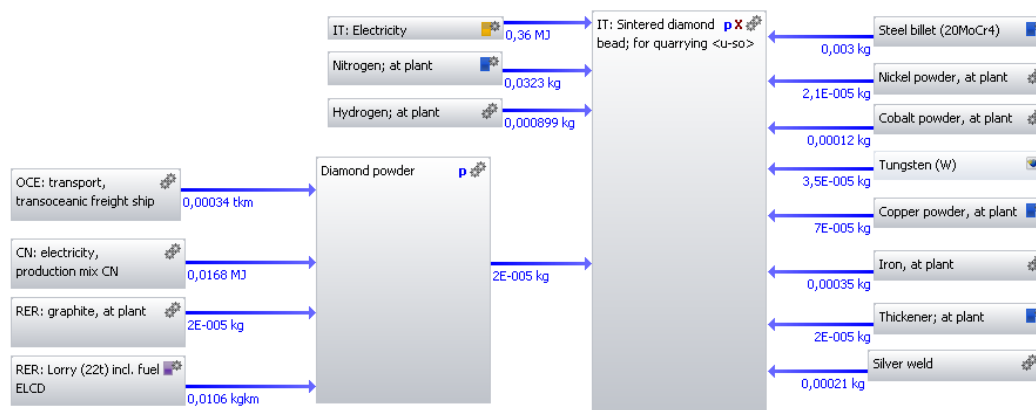 IT: Electricity
0,36 MJ
Nitrogen; at plant
0,0323 kg
Hydrogen; at plant
0,000899 kg
IT: Sintered diamond
bead; for quarrying <u-so>
p X
Steel billet (20MoCr4)
0,003 kg
Nickel powder, at plant
2,1E-005 kg
Cobalt powder, at plant
0,00012 kg
Tungsten (W)
3,5E-005 kg
Copper powder, at plant
7E-005 kg
Iron, at plant
0,00035 kg
Thickener; at plant
2E-005 kg
Silver weld
0,00021 kg
Diamond powder
p
2E-005 kg
OCE: transport,
transoceanic freight ship
0,00034 tkm
CN: electricity,
production mix CN
0,0168 MJ
RER: graphite, at plant
2E-005 kg
RER: Lorry (22t) incl. fuel
ELCD
0,0106 kgkm